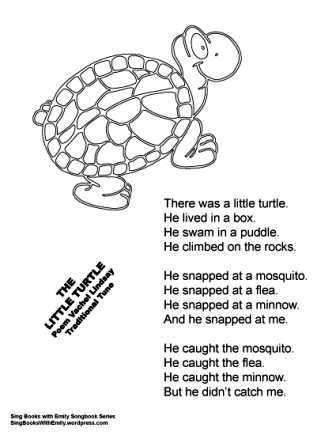 There was a little turtle.
He lived in a box.
He swam in a puddle.
He climbed on the rocks.
He snapped at a mosquito.
He snapped at a flea.
He snapped at a minnow.
And he snapped at me.
He caught the mosquito.
He caught the flea.
He caught the minnow.
But he didn't catch me.
THE
LITTLE TURTLE
Poem Vachel Lindsay
Traditional Tune
Sing Books with Emily Songbook Series
SingBooksWithEmily.wordpress.com